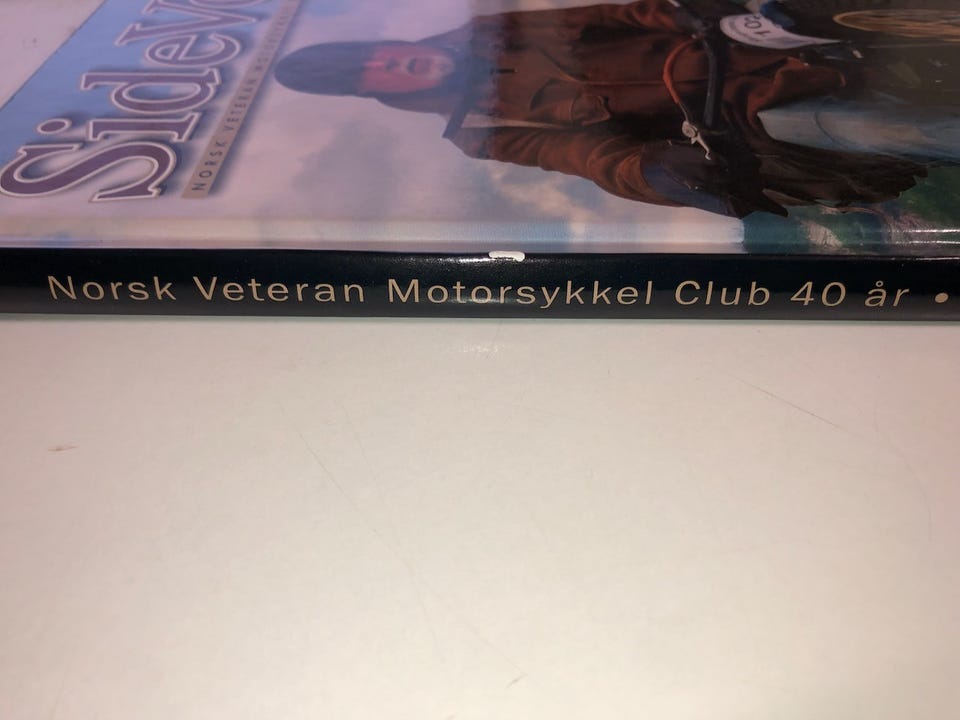 SideV
NORSK VETERAN
Norsk Veteran Motorsykkel Club 40 år •